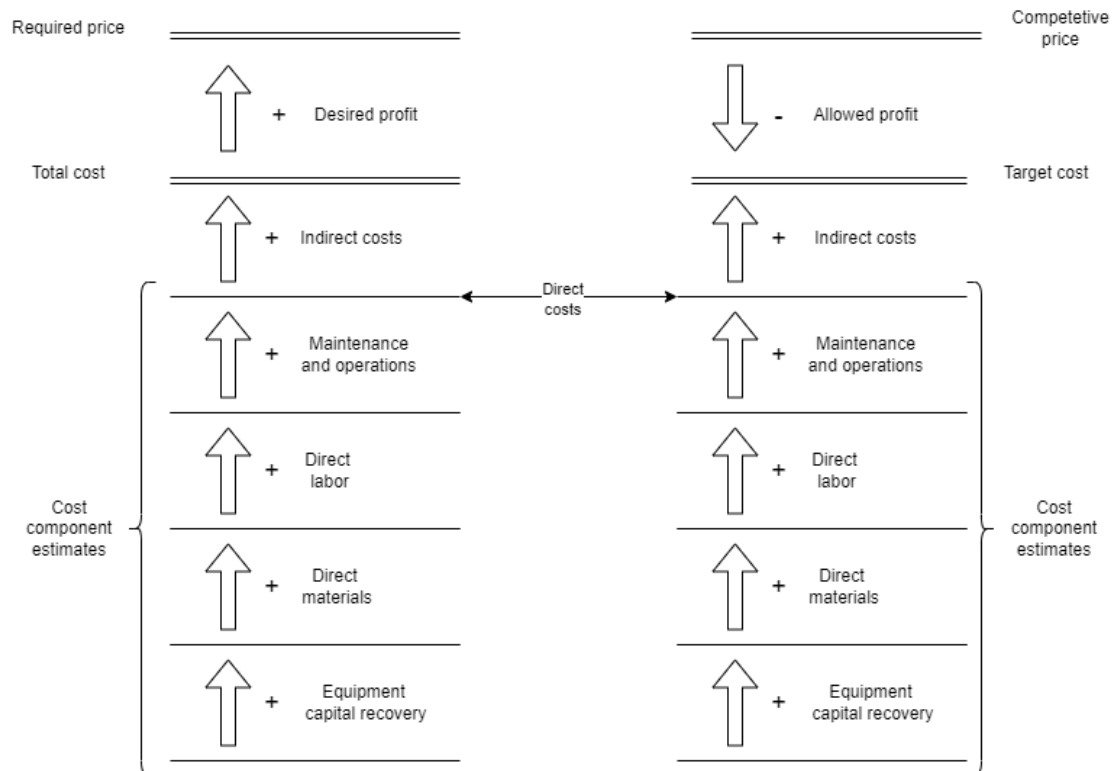 Required price
Competetive
price
+ Desired profit
- Allowed profit
Total cost
Target cost
+ Indirect costs
+ Indirect costs
Direct
costs
+ Maintenance
and operations
+ Maintenance
and operations
+ Direct
labor
+ Direct
labor
Cost
component
estimates
Cost
component
estimates
+ Direct
materials
+ Direct
materials
+ Equipment
capital recovery
+ Equipment
capital recovery